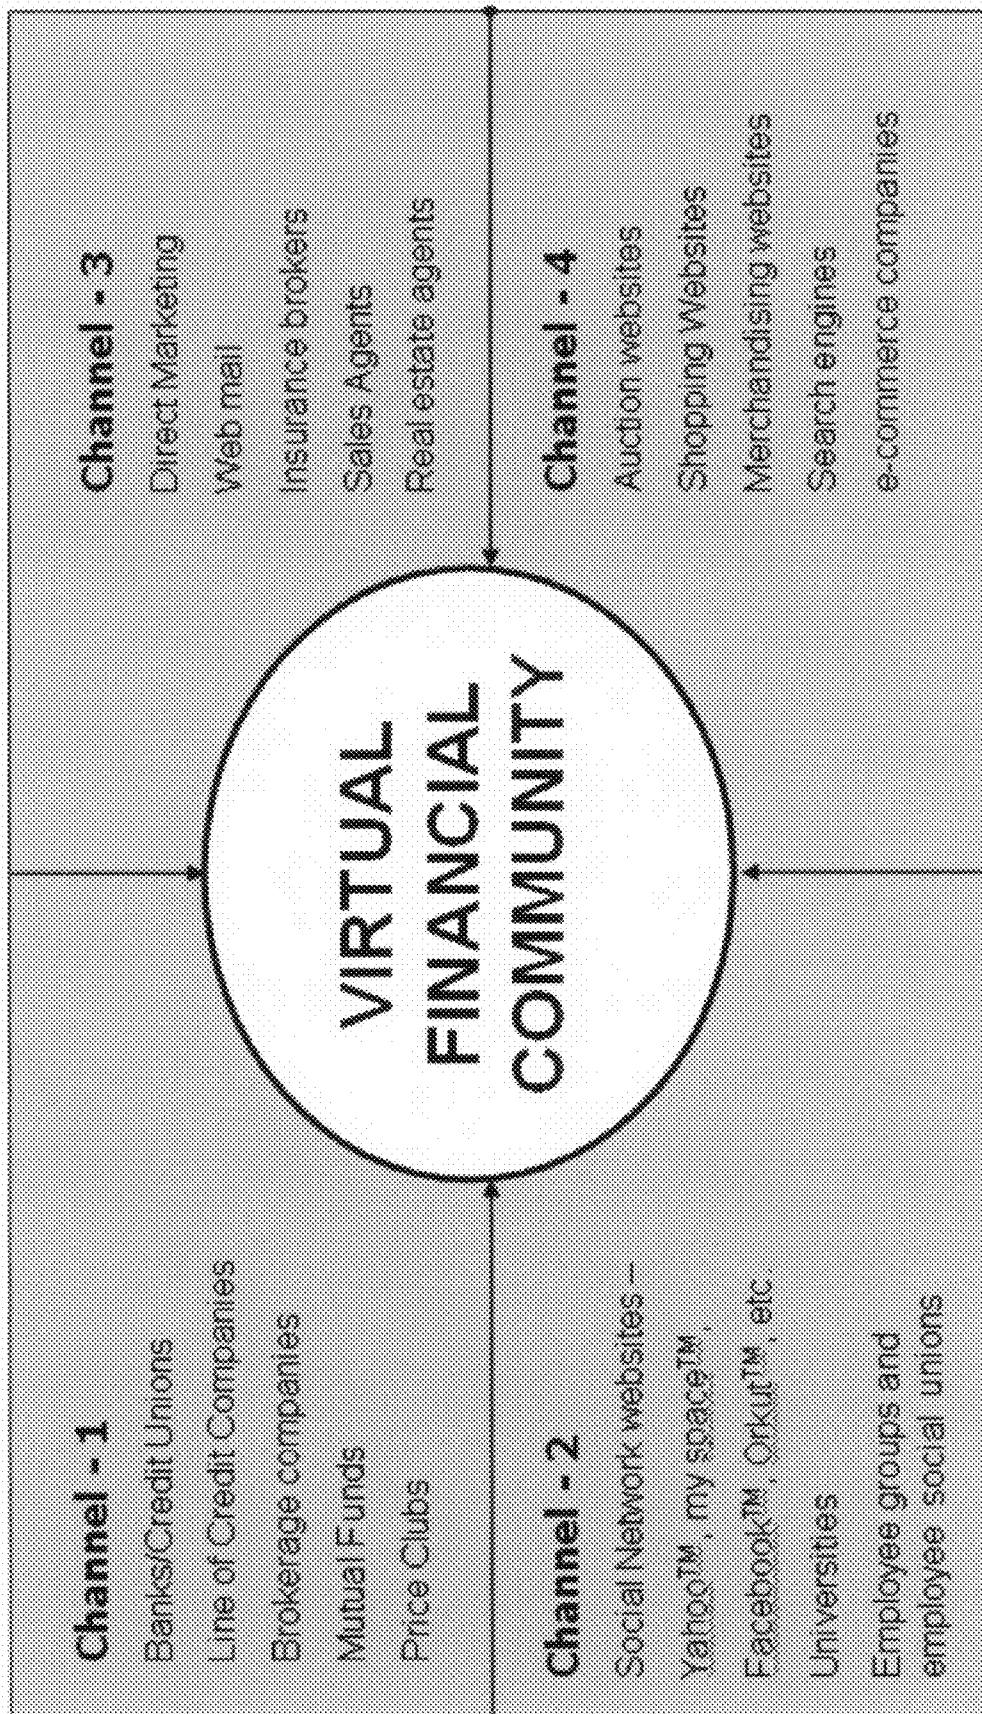 Channel - 1
Banks/Credit Unions
Line of Credit Companies
Brokerage companies
Mutual Funds
Price Clubs
Channel - 3
Direct Marketing
Web mail
Insurance brokers
Sales Agents
Real estate agents
VIRTUAL
FINANCIAL
COMMUNITY
Channel - 2
Social Network websites –
Yahoo™, my space™,
Facebook™, Orkut™, etc.
Universities
Employee groups and
employee social unions
Channel - 4
Auction websites
Shopping Websites
Merchandising websites
Search engines
e-commerce companies